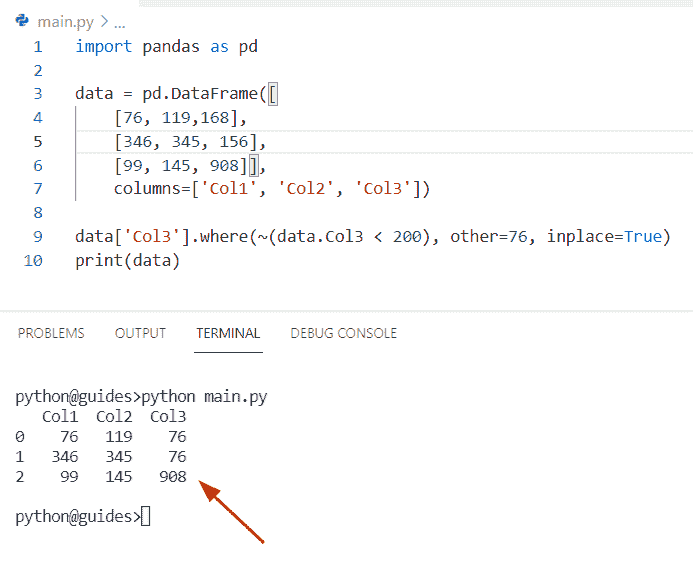 main.py > ...
1 import pandas as pd
2
3 data = pd.DataFrame([
4     [76, 119,168],
5     [346, 345, 156],
6     [99, 145, 908]],
7     columns=['Col1', 'Col2', 'Col3'])
8
9 data['Col3'].where(~(data.Col3 < 200), other=76, inplace=True)
10 print(data)
PROBLEMS OUTPUT TERMINAL DEBUG CONSOLE
python@guides>python main.py
   Col1  Col2  Col3
0    76   119    76
1   346   345    76
2    99   145   908
python@guides>